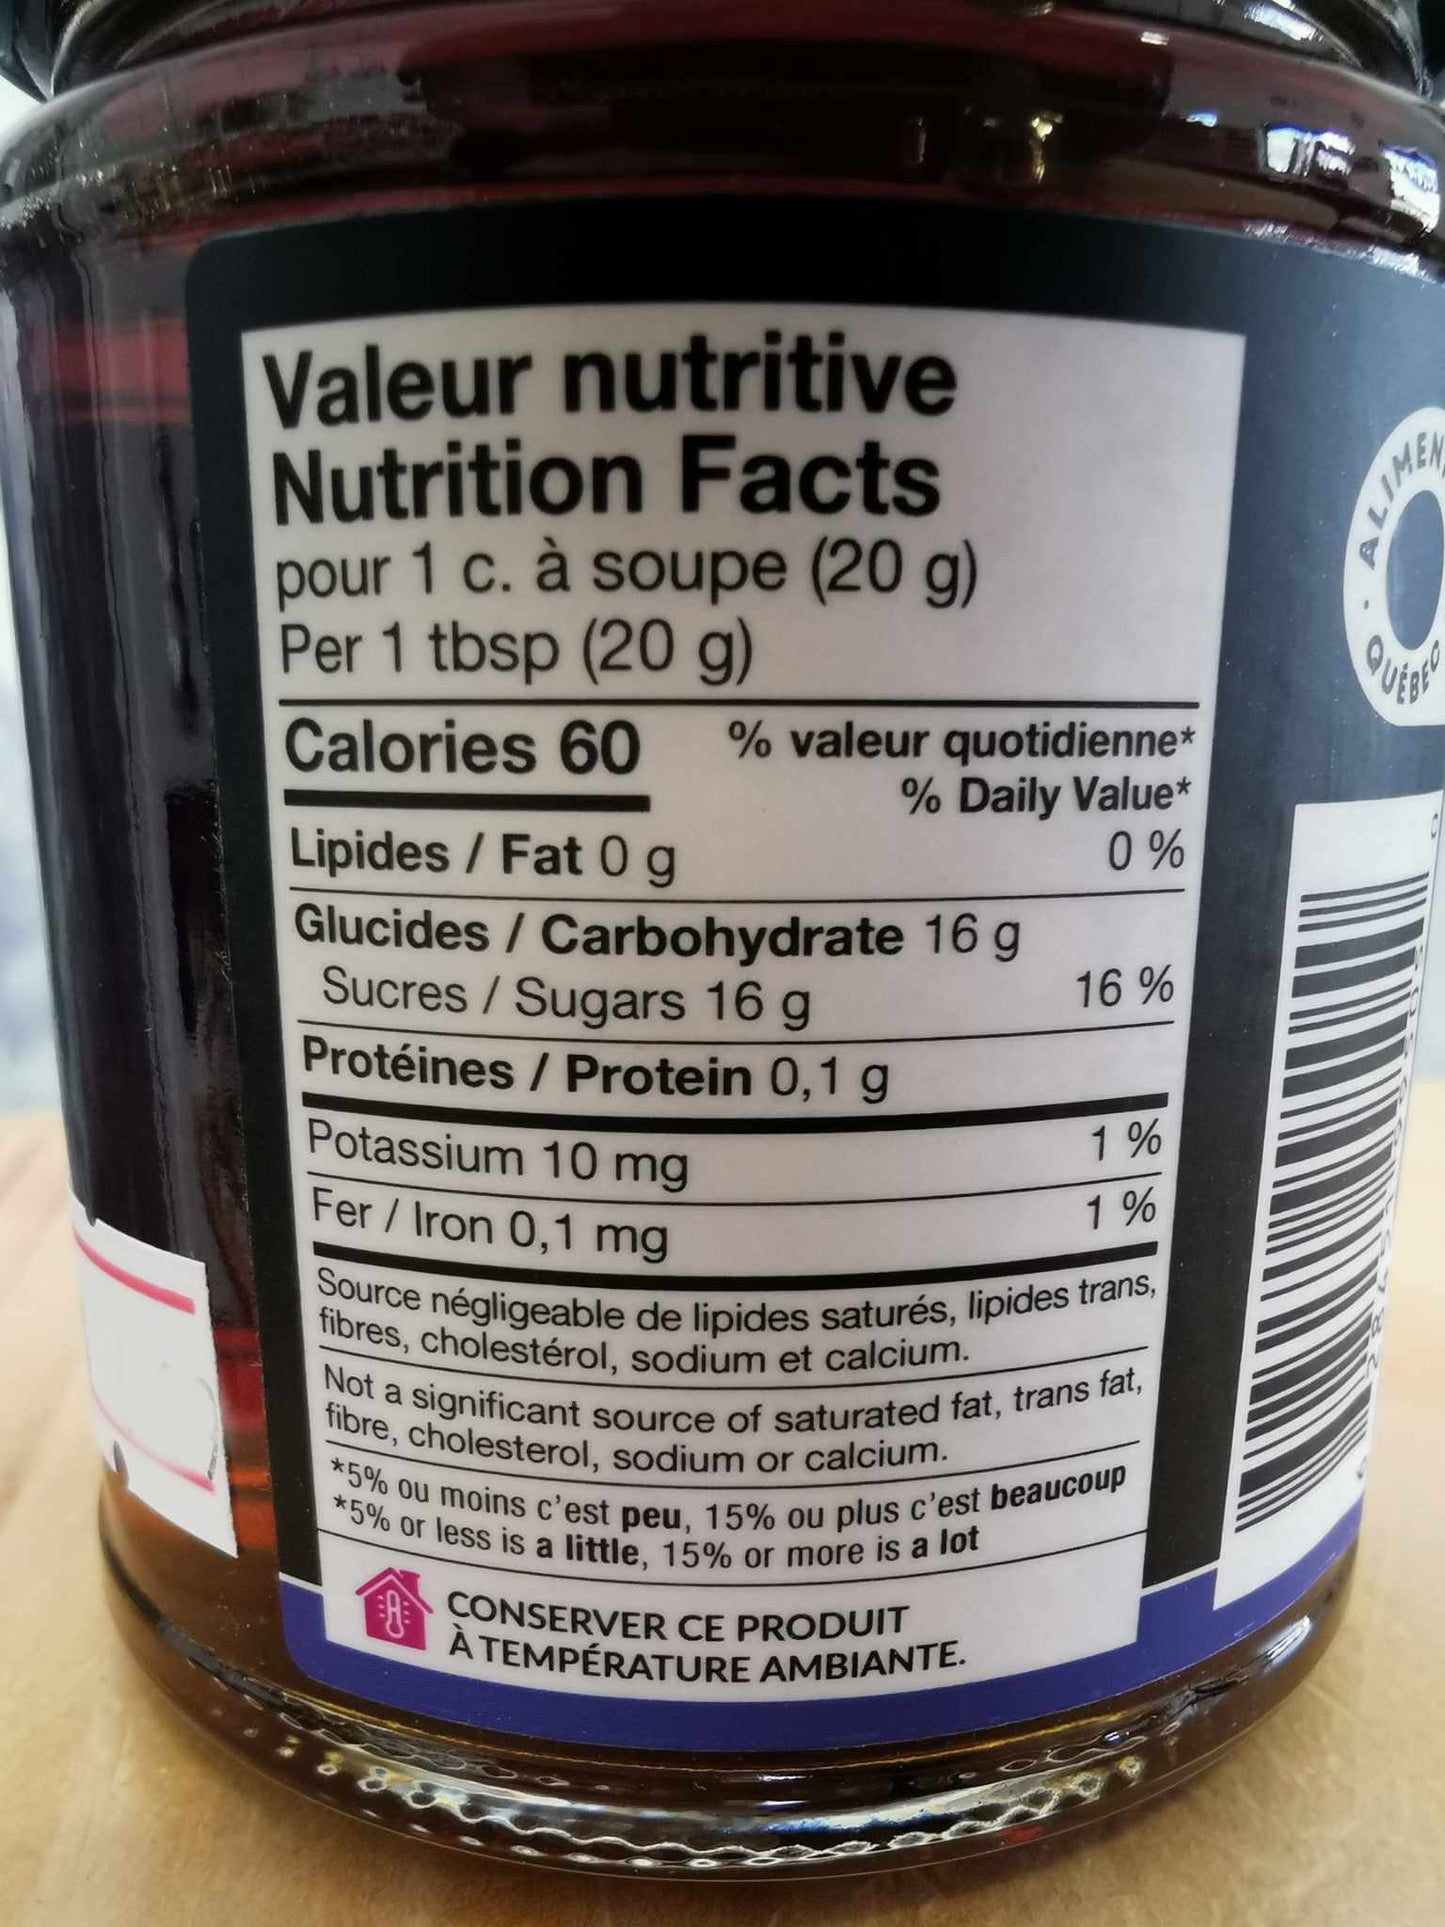 Valeur nutritive
Nutrition Facts
pour 1 c. à soupe (20 g)
Per 1 tbsp (20 g)
Calories 60
% valeur quotidienne*
% Daily Value*
Lipides / Fat 0 g 0 %
Glucides / Carbohydrate 16 g
Sucres / Sugars 16 g 16 %
Protéines / Protein 0,1 g
Potassium 10 mg 1 %
Fer / Iron 0,1 mg 1 %
Source négligeable de lipides saturés, lipides trans,
fibres, cholestérol, sodium et calcium.
Not a significant source of saturated fat, trans fat,
fibre, cholesterol, sodium or calcium.
*5% ou moins c'est peu, 15% ou plus c'est beaucoup
*5% or less is a little, 15% or more is a lot
CONSERVER CE PRODUIT
À TEMPÉRATURE AMBIANTE.
ALIMEN
QUÉBEC